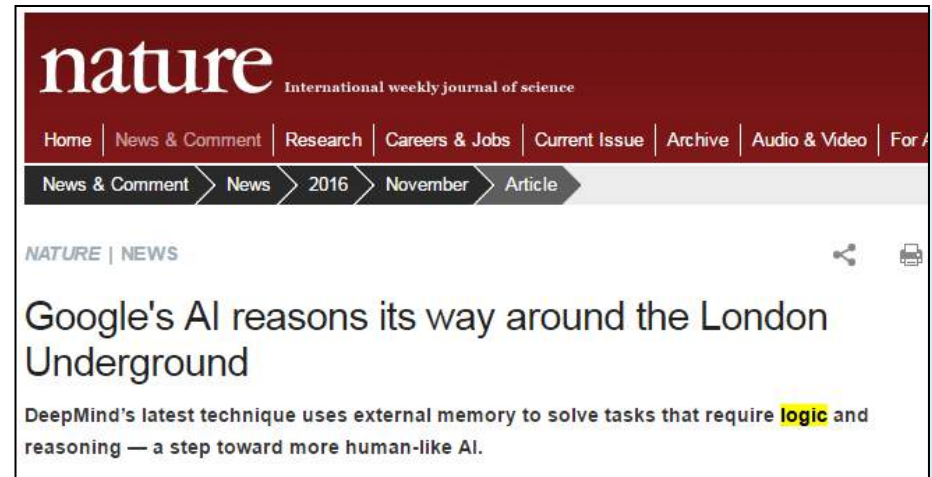 nature International weekly journal of science
Home News & Comment Research Careers & Jobs Current Issue Archive Audio & Video For
News & Comment News 2016 November Article
NATURE | NEWS
Google's AI reasons its way around the London
Underground
DeepMind's latest technique uses external memory to solve tasks that require logic and
reasoning — a step toward more human-like AI.